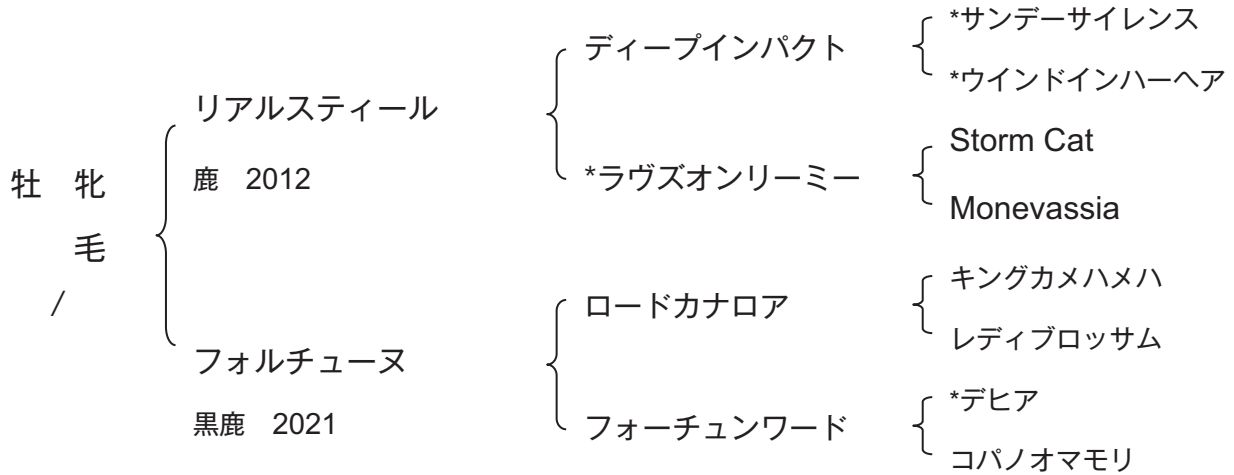 牡 牝
毛
/
リアルスティール
鹿 2012
フォルチューヌ
黒鹿 2021
ディープインパクト
*ラヴズオンリーミー
ロードカナロア
フォーチュンワード
*サンデーサイレンス
*ウインドインハーヘア
Storm Cat
Monevassia
キングカメハメハ
レディブロッサム
*デヒア
コパノオマモリ